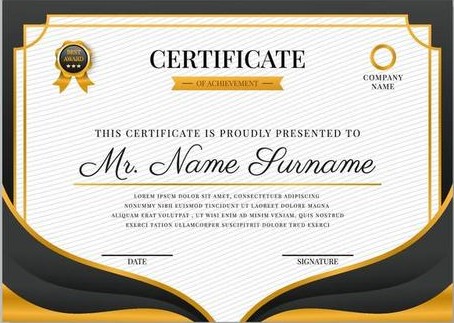 BEST
AWARD
CERTIFICATE
OF ACHIEVEMENT
COMPANY
NAME
THIS CERTIFICATE IS PROUDLY PRESENTED TO
Mr. Name Surname
LOREM IPSUM DOLOR SIT AMET, CONSECTETUER ADIPISCING
NONUMMY NIBH EUISMOD TINCIDUNT UT LAOREET DOLORE MAGNA
ALIQUAM ERAT VOLUTPAT , UT WISI ENIM AD MINIM VENIAM, QUIS NOSTRUD
EXERCI TATION ULLAMCORPER SUSCIPIT DOLORE TRUD EXERCI
DATE
SIGNATURE